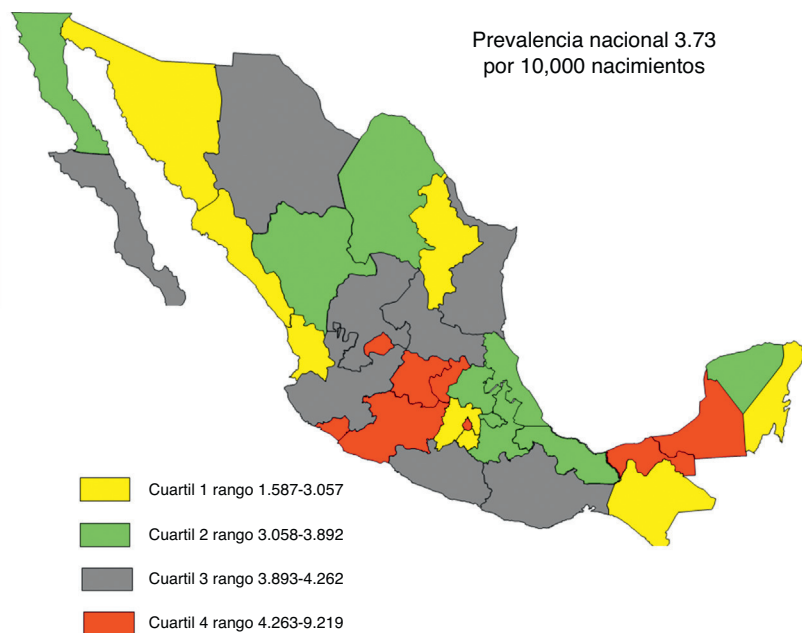 Prevalencia nacional 3.73
por 10,000 nacimientos
Cuartil 1 rango 1.587-3.057
Cuartil 2 rango 3.058-3.892
Cuartil 3 rango 3.893-4.262
Cuartil 4 rango 4.263-9.219